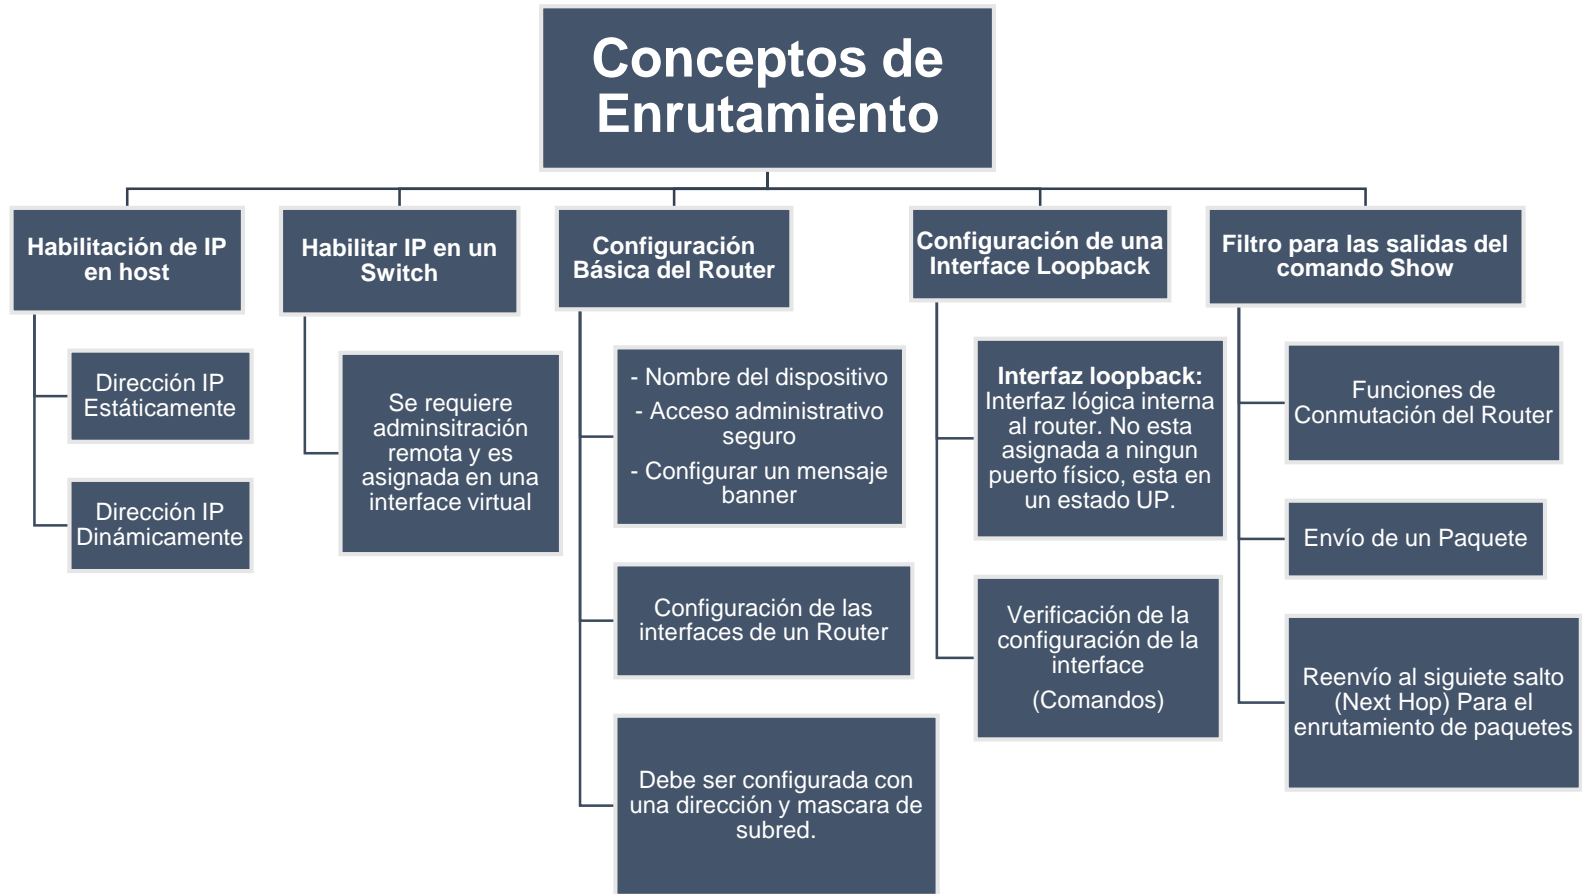 Conceptos de
Enrutamiento
Habilitación de IP
en host
Dirección IP
Estáticamente
Dirección IP
Dinámicamente
Habilitar IP en un
Switch
Se requiere
adminsitración
remota y es
asignada en una
interface virtual
Configuración
Básica del Router
- Nombre del dispositivo
- Acceso administrativo
seguro
- Configurar un mensaje
banner
Configuración de las
interfaces de un Router
Debe ser configurada con
una dirección y mascara de
subred.
Configuración de una
Interface Loopback
Interfaz loopback:
Interfaz lógica interna
al router. No esta
asignada a ningun
puerto físico, esta en
un estado UP.
Verificación de la
configuración de la
interface
(Comandos)
Filtro para las salidas del
comando Show
Funciones de
Conmutación del Router
Envío de un Paquete
Reenvío al siguiete salto
(Next Hop) Para el
enrutamiento de paquetes